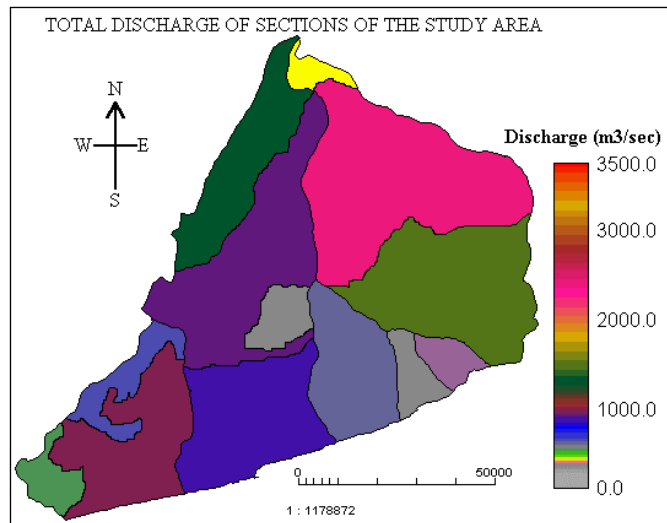 TOTAL DISCHARGE OF SECTIONS OF THE STUDY AREA
N
W E
S
Discharge (m3/sec)
3500.0
3000.0
2000.0
1000.0
0.0
0 50000
1 : 1178872